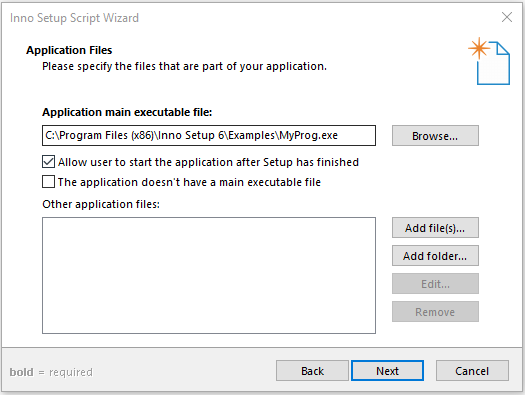 Inno Setup Script Wizard
Application Files
Please specify the files that are part of your application.
Application main executable file:
C:\Program Files (x86)\Inno Setup 6\Examples\MyProg.exe
Browse...
Allow user to start the application after Setup has finished
The application doesn't have a main executable file
Other application files:
Add file(s)...
Add folder...
Edit...
Remove
bold = required
Back
Next
Cancel